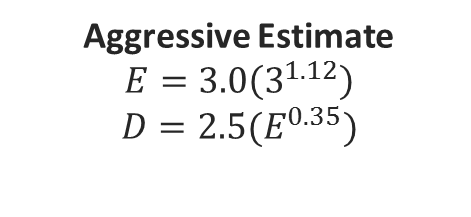 Aggressive Estimate
E = 3.0(3^{1.12})
D = 2.5(E^{0.35})